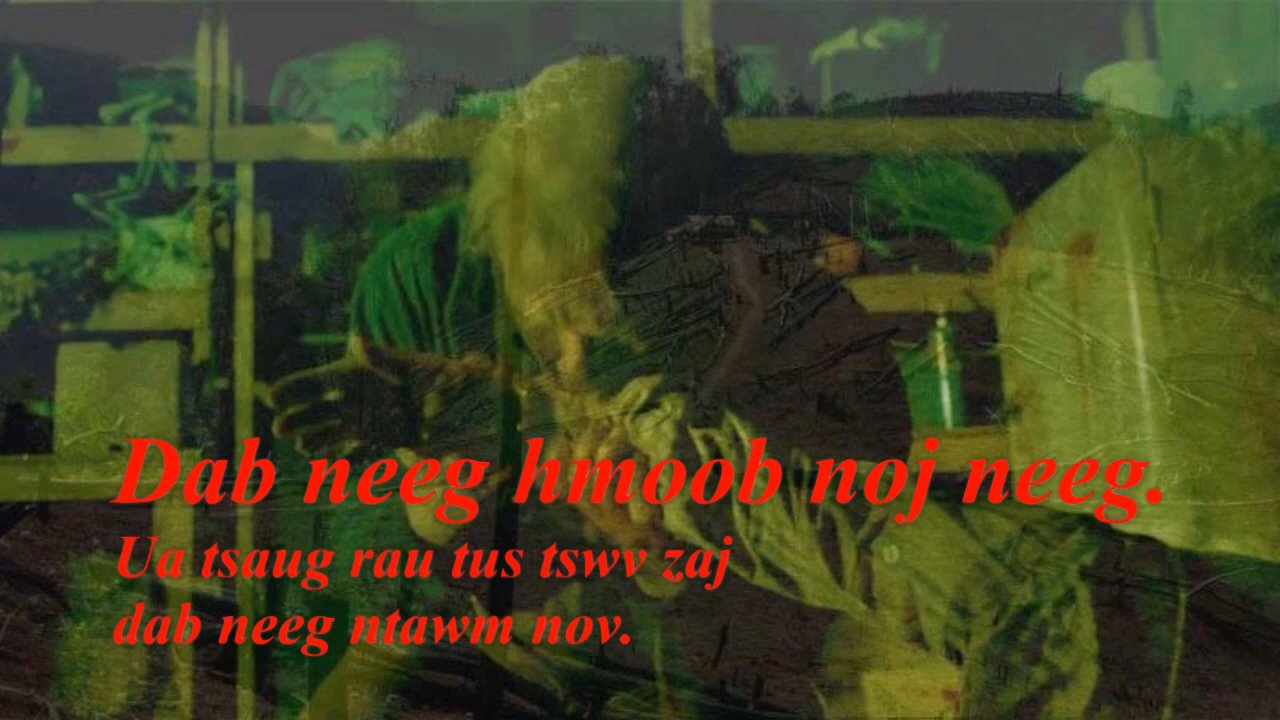 Dab neeg hmoob noj neeg.
Ua tsaug rau tus tswv zaj
dab neeg ntawm nov.